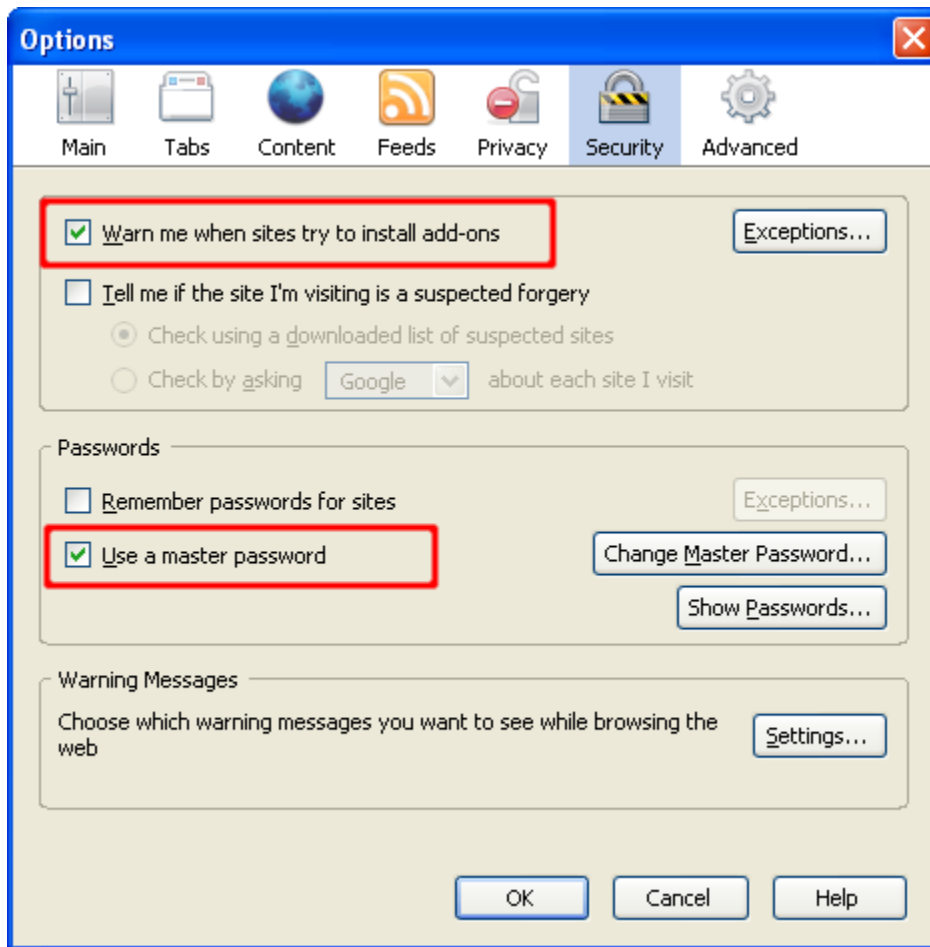 Options
Main Tabs Content Feeds Privacy Security Advanced
Warn me when sites try to install add-ons Exceptions...
Tell me if the site I'm visiting is a suspected forgery
Check using a downloaded list of suspected sites
Check by asking Google about each site I visit
Passwords
Remember passwords for sites Exceptions...
Use a master password Change Master Password...
Show Passwords...
Warning Messages
Choose which warning messages you want to see while browsing the
web Settings...
OK Cancel Help